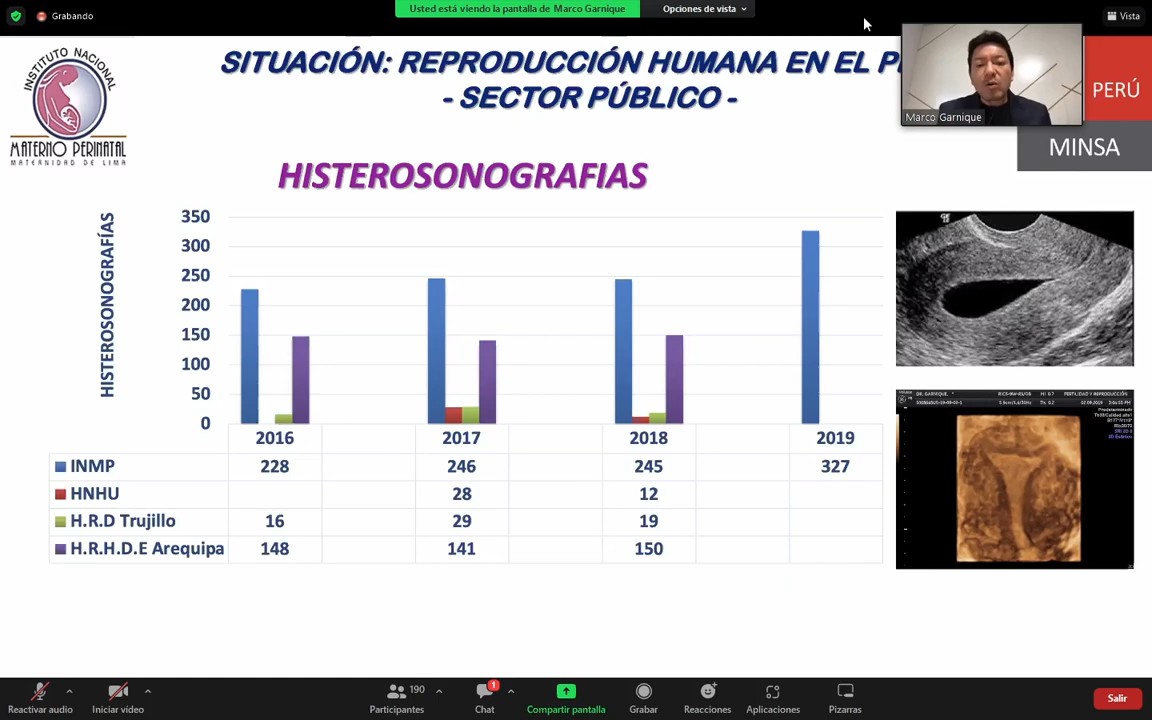 Grabando
Usted está viendo la pantalla de Marco Garnique
Opciones de vista
Vista
INSTITUTO NACIONAL
MATERNO PERINATAL
MATERNIDAD DE LIMA
SITUACIÓN: REPRODUCCIÓN HUMANA EN EL P
- SECTOR PÚBLICO -
Marco Garnique
PERÚ
MINSA
HISTEROSONOGRAFIAS
HISTEROSONOGRAFÍAS
350
300
250
200
150
100
50
0
2016 2017 2018 2019
INMP 228 246 245 327
HNHU 28 12
H.R.D Trujillo 16 29 19
H.R.H.D.E Arequipa 148 141 150
Reactivar audio
Iniciar vídeo
190
Participantes
1
Chat
Compartir pantalla
Grabar
Reacciones
Aplicaciones
Pizarras
Salir